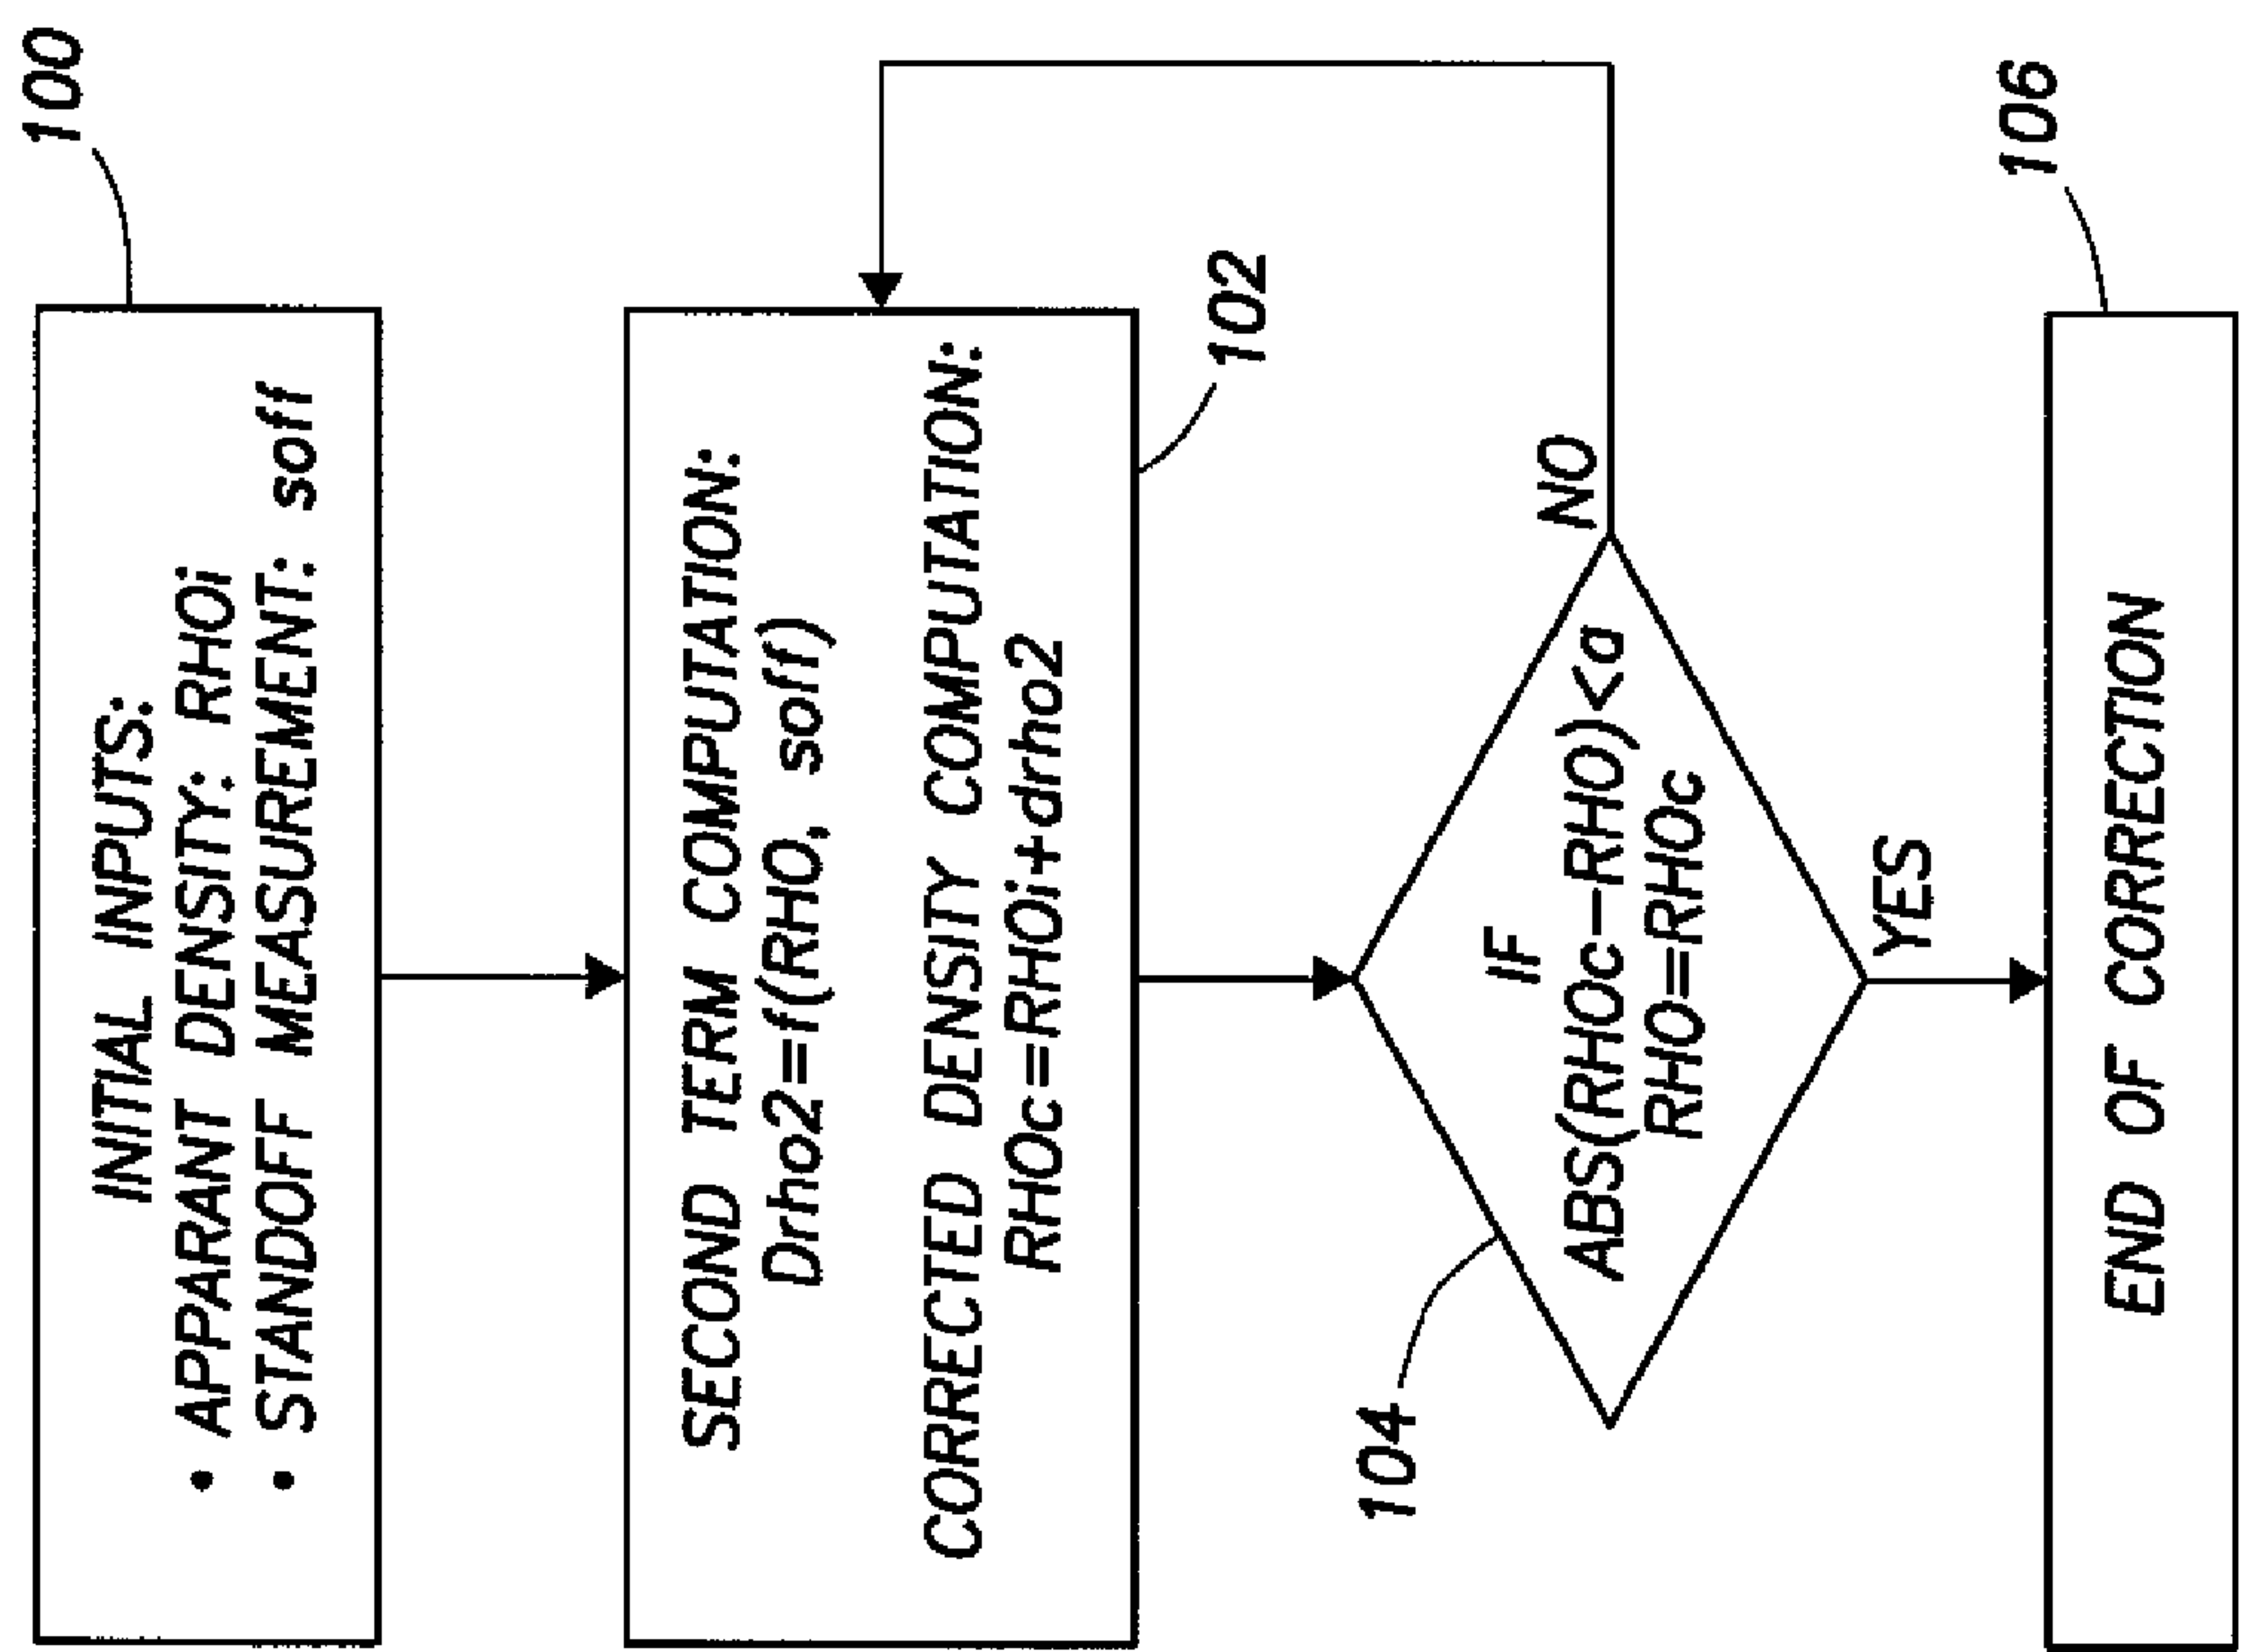 100
INITIAL INPUTS:
• APPARANT DENSITY: RHOi
• STANDOFF MEASUREMENT: soff
SECOND TERM COMPUTATION:
Drho2=f(RHO, soff)
CORRECTED DENSITY COMPUTATION:
RHOc=RHOi+drho2
102
104
IF
ABS(RHOc-RHO)<a
RHO=RHOc
NO
YES
106
END OF CORRECTION